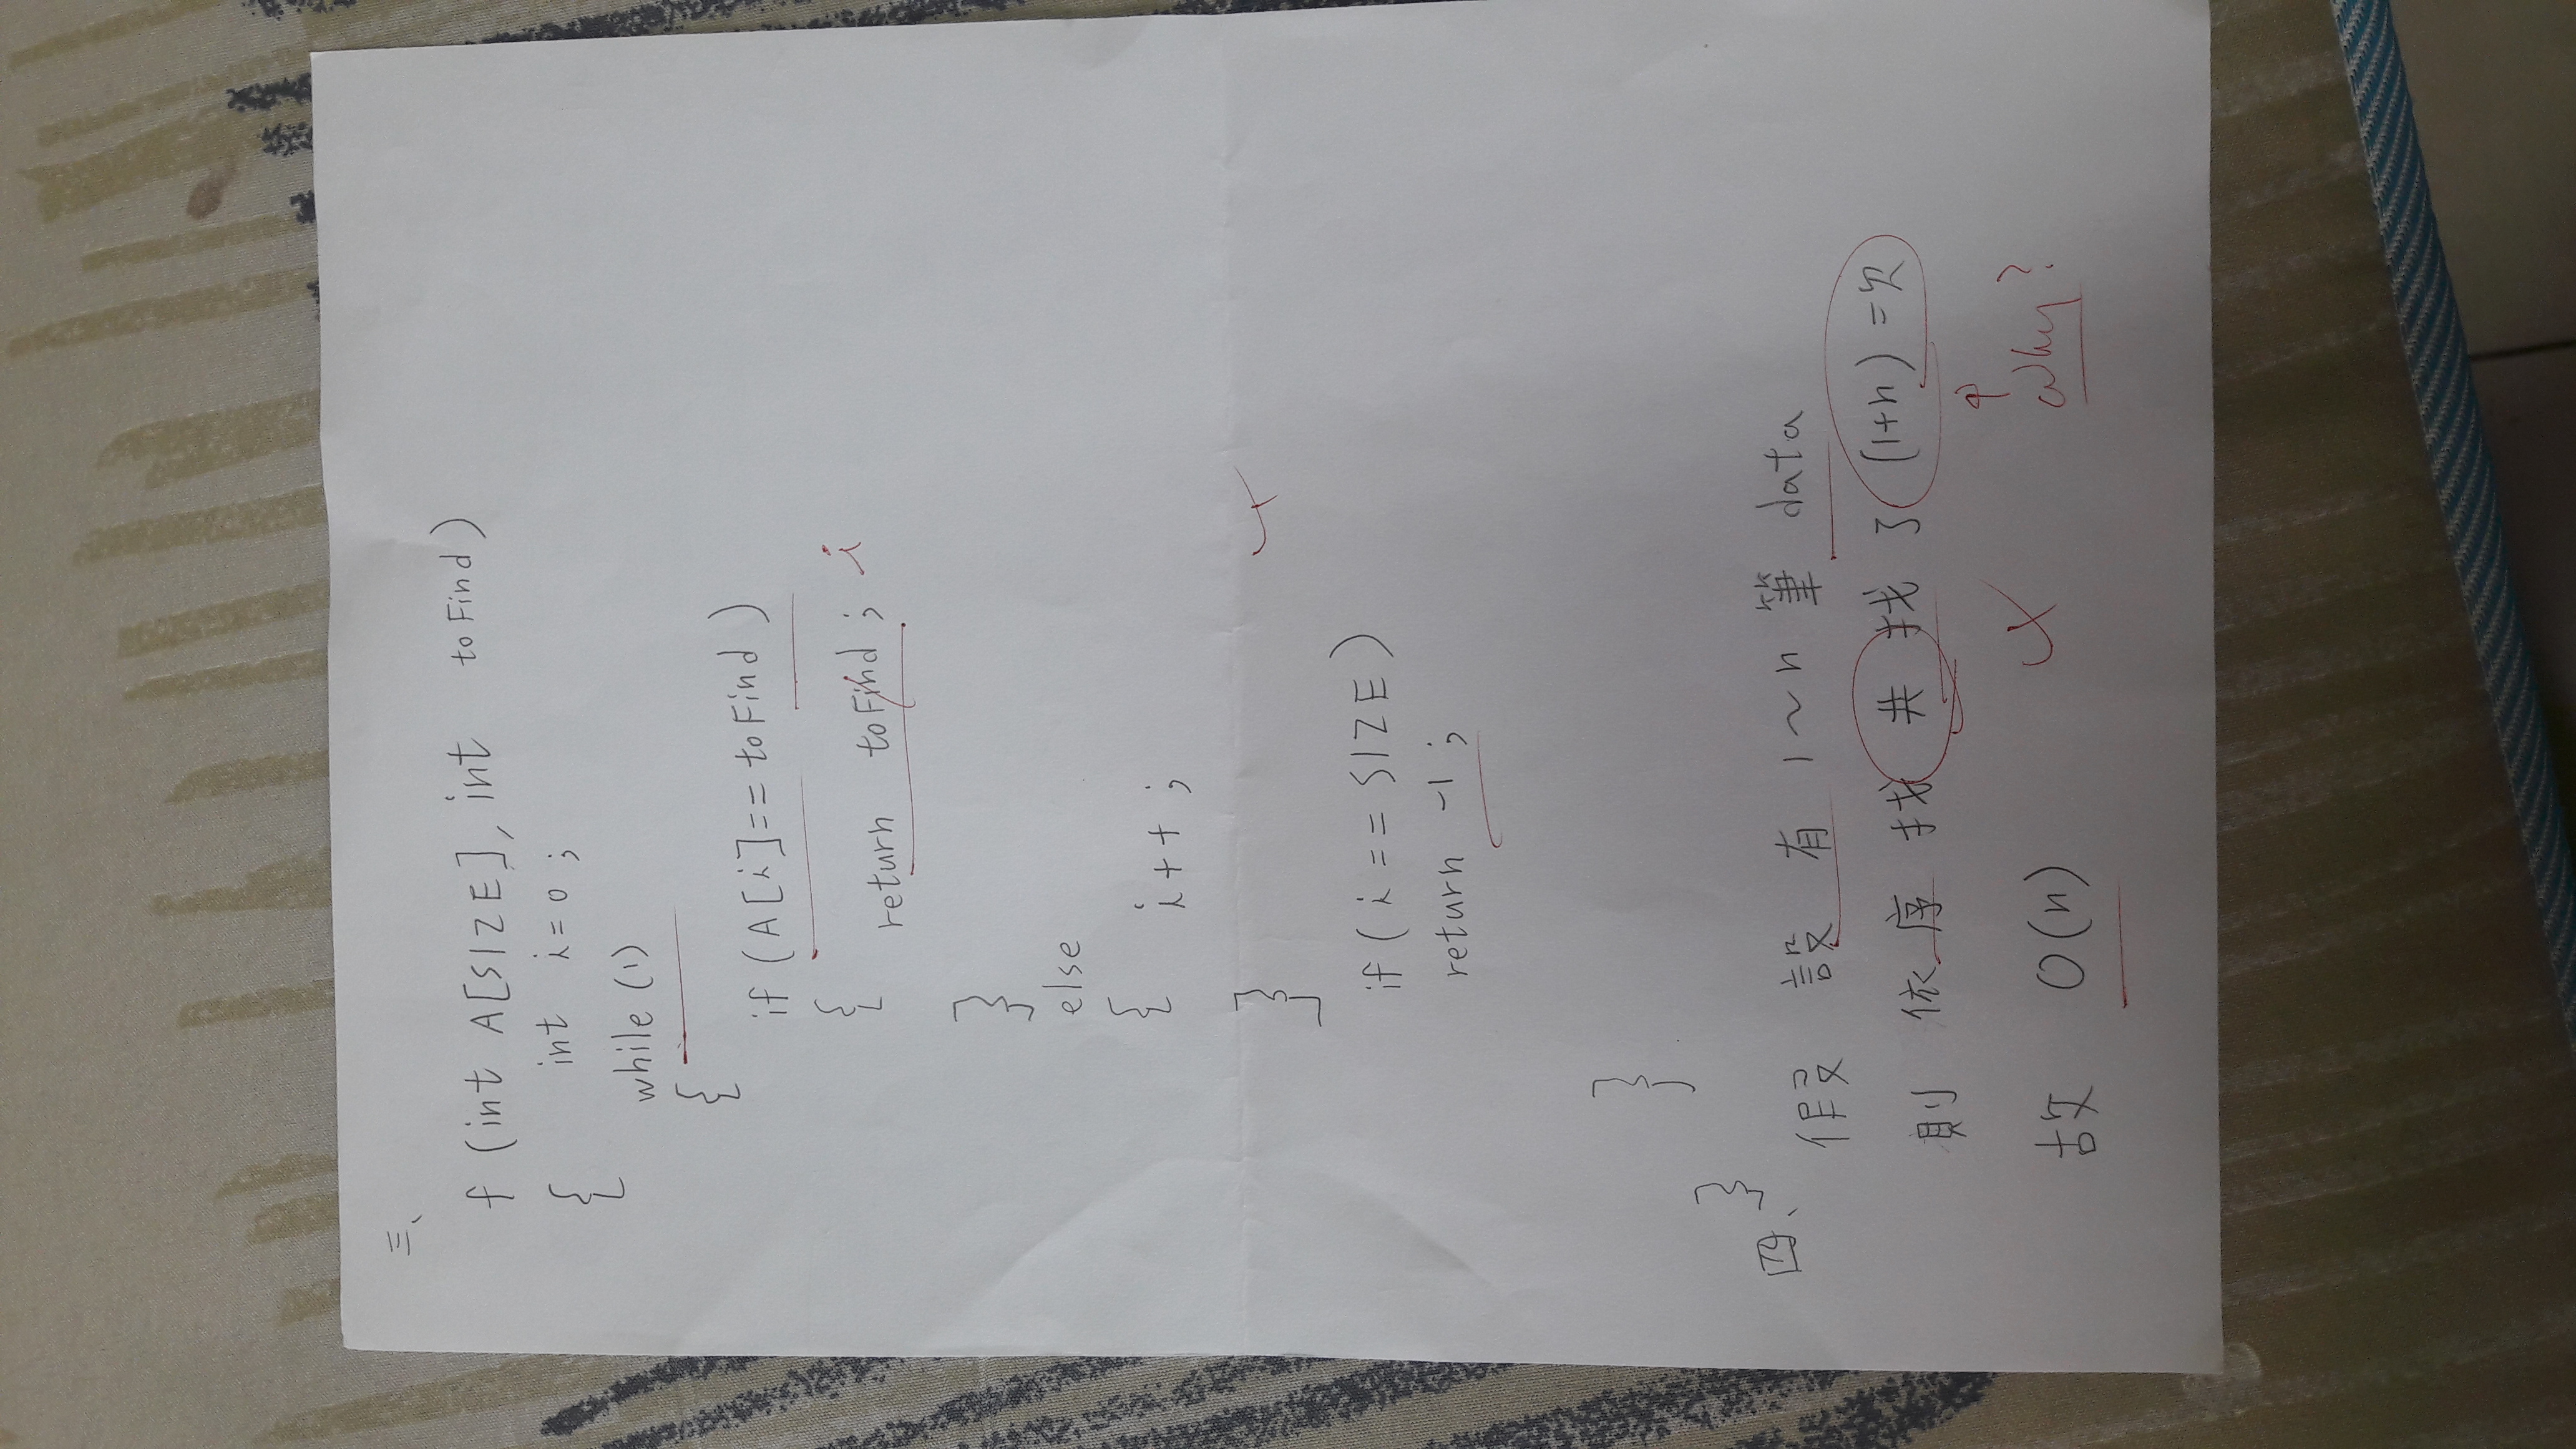 三、
f (int A[SIZE], int toFind)
{ int i=0;
while (1)
{
if (A[i]== toFind)
{
return toFind; i
}
else
{ i++;
}
if (i == SIZE)
return -1;
}
}
四、
假設有 1~n 筆 data
則依序找共找了 (1+n) = 次
why?
故 O(n)